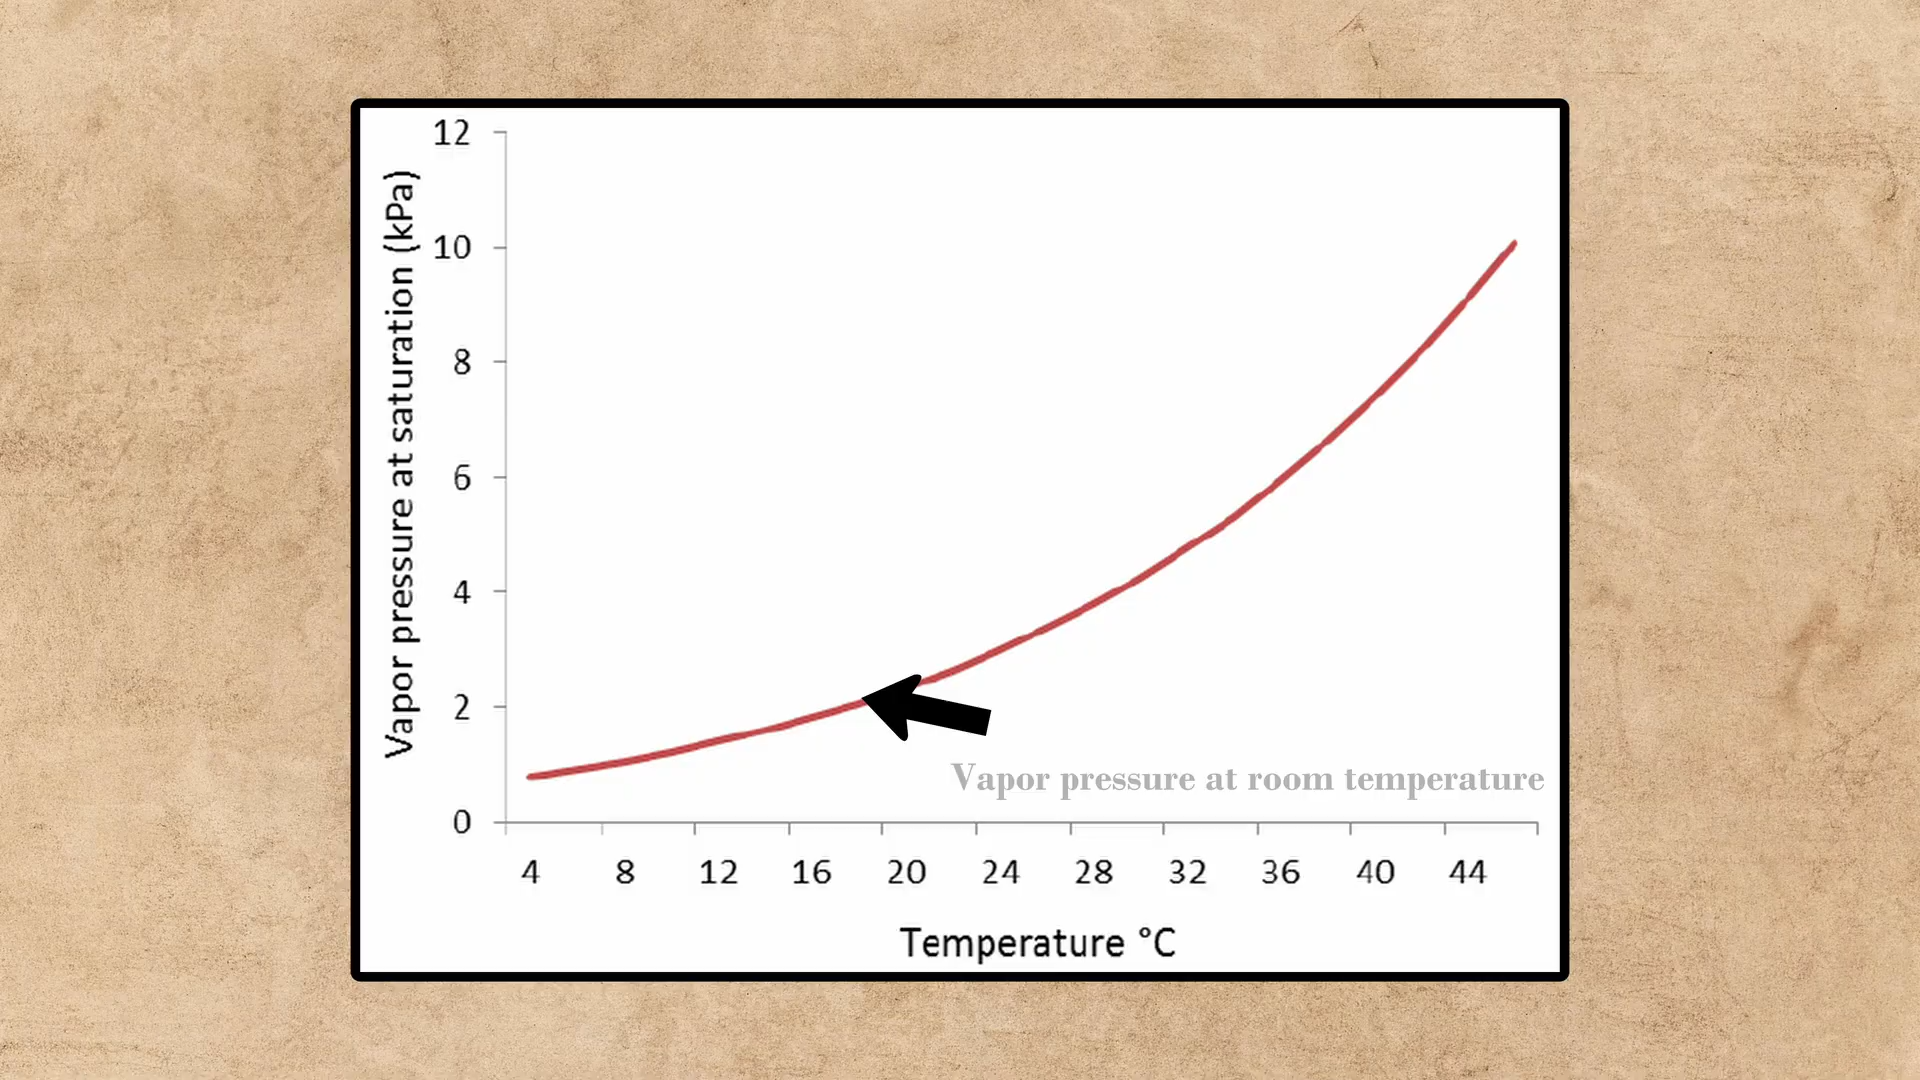 12
10
8
6
4
2
0
Vapor pressure at saturation (kPa)
Vapor pressure at room temperature
4 8 12 16 20 24 28 32 36 40 44
Temperature °C